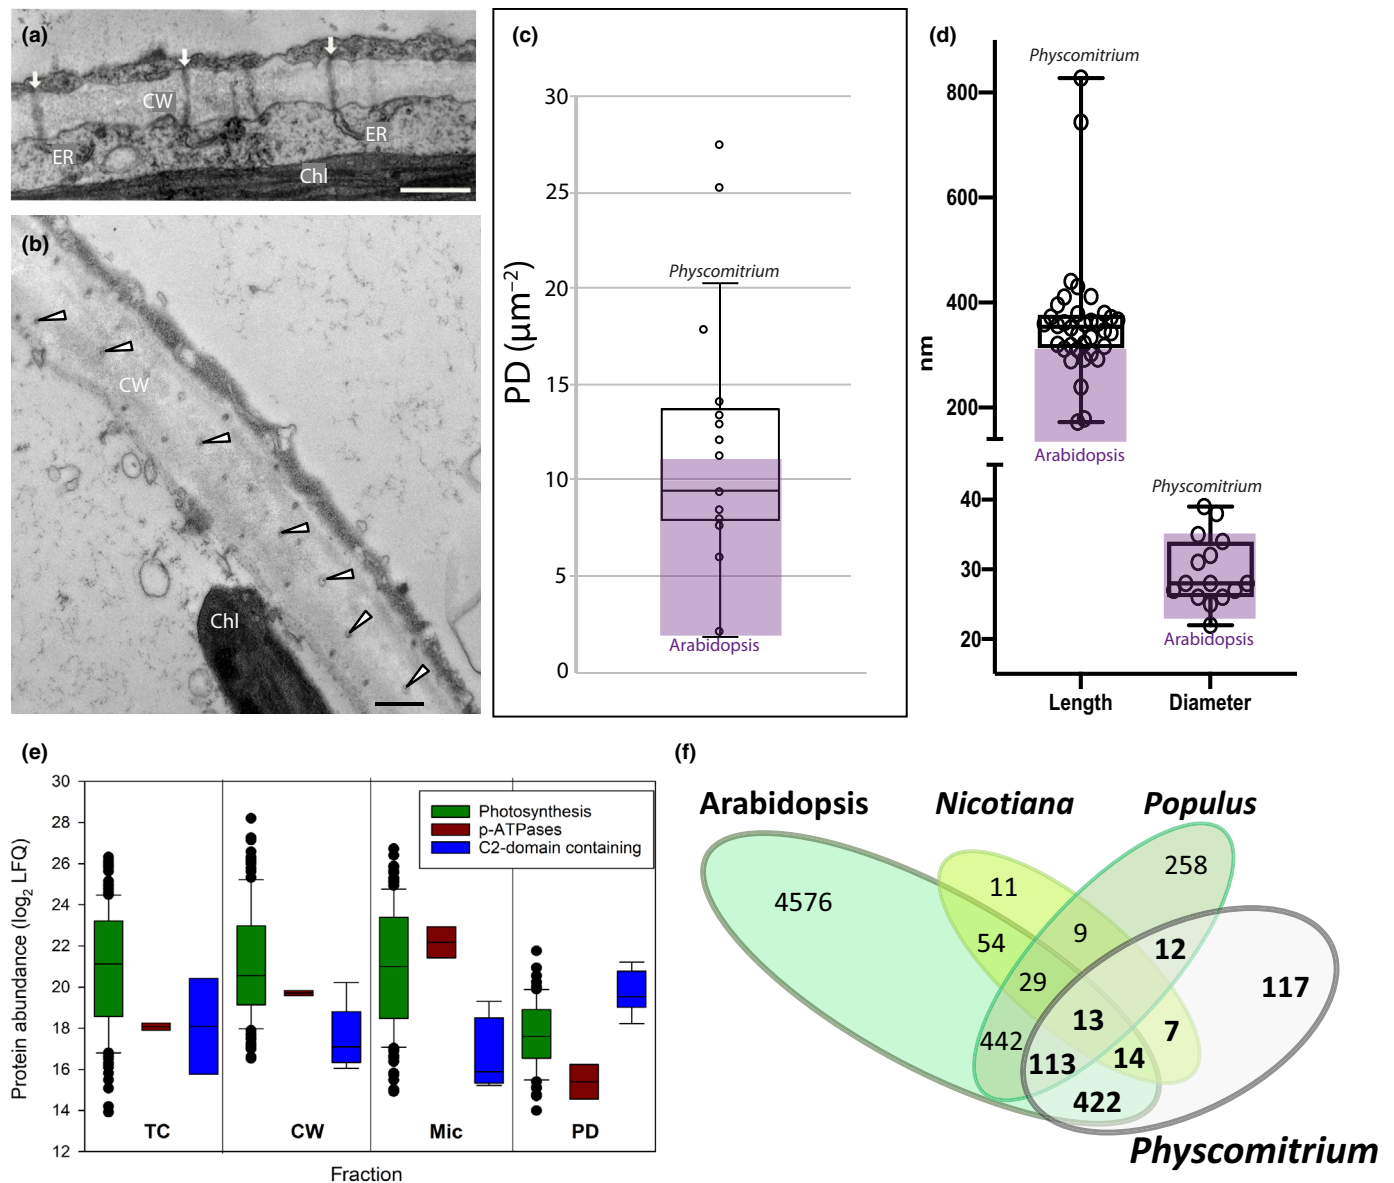 (a)
CW
ER
ER
Chl
(b)
CW
Chl
(c)
PD (μm⁻²)
30
25
20
15
10
5
0
Physcomitrium
Arabidopsis
(d)
nm
800
600
400
200
40
30
20
Physcomitrium
Arabidopsis
Physcomitrium
Arabidopsis
Length Diameter
(e)
Protein abundance (log₂ LFQ)
30
28
26
24
22
20
18
16
14
12
Photosynthesis
p-ATPases
C2-domain containing
TC CW Mic PD
Fraction
(f)
Arabidopsis Nicotiana Populus
258
11
4576
9
54
12
29
117
13
7
442
113
14
422
Physcomitrium